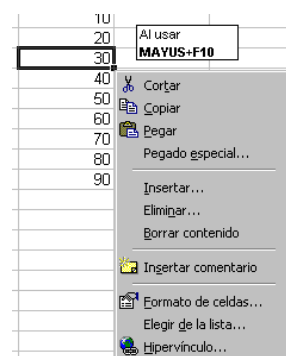 10
20
Al usar
MAYUS+F10
30
40
Cortar
50
Copiar
60
Pegar
70
Pegado especial...
80
90
Insertar...
Eliminar...
Borrar contenido
Insertar comentario
Formato de celdas...
Elegir de la lista...
Hipervínculo...